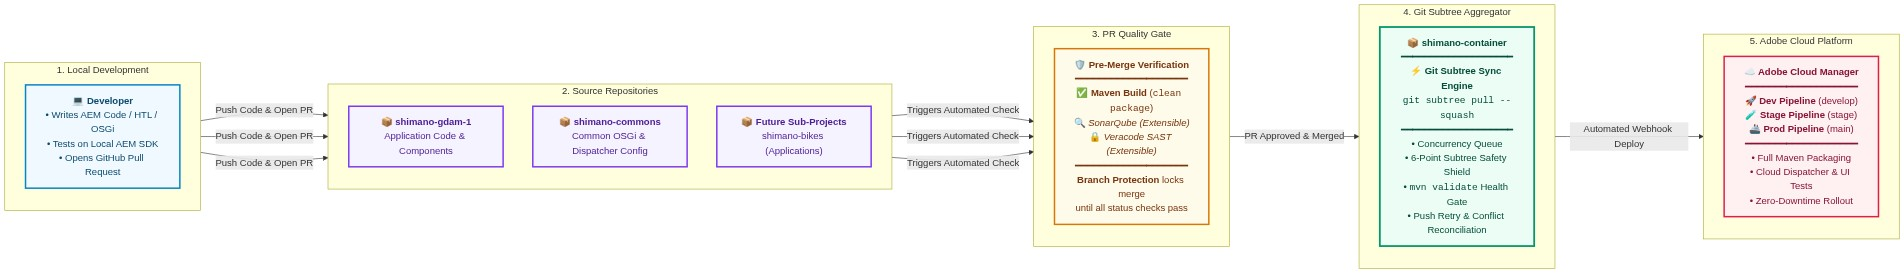 1. Local Development
💻 Developer
• Writes AEM Code / HTL /
OSGi
• Tests on Local AEM SDK
• Opens GitHub Pull
Request
Push Code & Open PR
Push Code & Open PR
Push Code & Open PR
2. Source Repositories
📦 shimano-gdam-1
Application Code &
Components
📦 shimano-commons
Common OSGi &
Dispatcher Config
📦 Future Sub-Projects
shimano-bikes
(Applications)
Triggers Automated Check
Triggers Automated Check
Triggers Automated Check
3. PR Quality Gate
🛡️ Pre-Merge Verification
✅ Maven Build (clean
package)
🔍 SonarQube (Extensible)
🔒 Veracode SAST
(Extensible)
Branch Protection locks
merge
until all status checks pass
PR Approved & Merged
4. Git Subtree Aggregator
📦 shimano-container
⚡ Git Subtree Sync
Engine
git subtree pull --
squash
• Concurrency Queue
• 6-Point Subtree Safety
Shield
• mvn validate Health
Gate
• Push Retry & Conflict
Reconciliation
Automated Webhook
Deploy
5. Adobe Cloud Platform
☁️ Adobe Cloud Manager
🚀 Dev Pipeline (develop)
🧪 Stage Pipeline (stage)
🚢 Prod Pipeline (main)
• Full Maven Packaging
• Cloud Dispatcher & UI
Tests
• Zero-Downtime Rollout